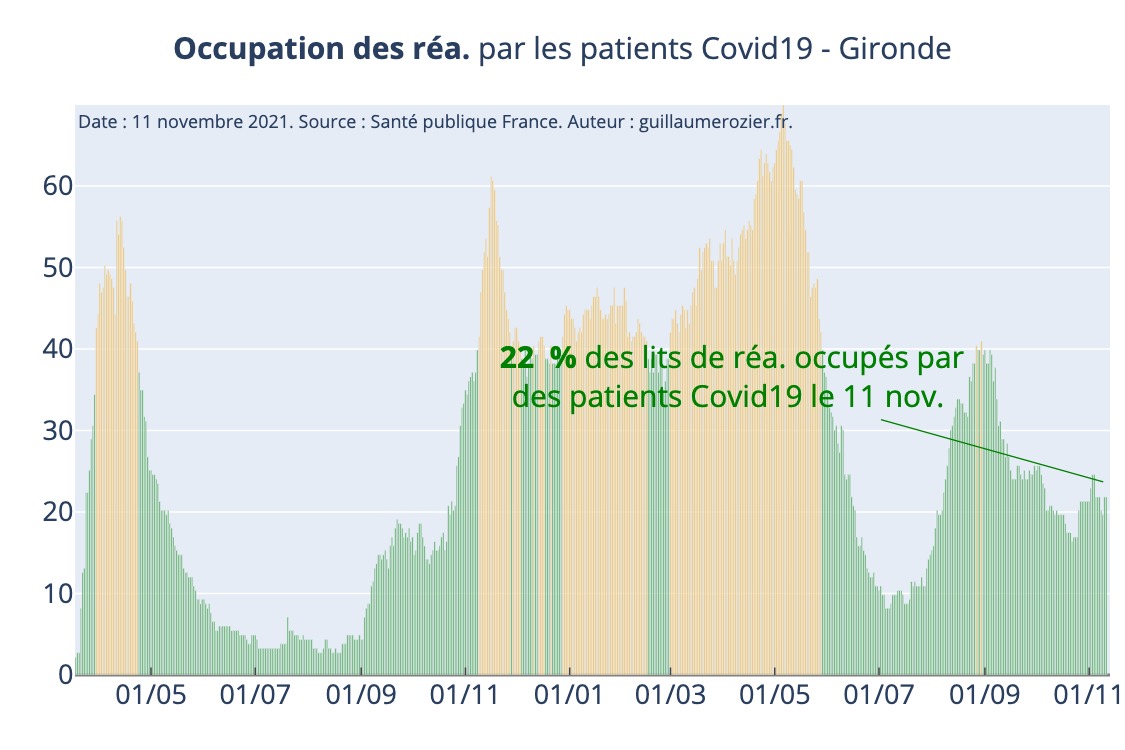 Occupation des réa. par les patients Covid19 - Gironde
Date : 11 novembre 2021. Source : Santé publique France. Auteur : guillaumerozier.fr.
60
50
40
30
20
10
0
22 % des lits de réa. occupés par
des patients Covid19 le 11 nov.
01/05 01/07 01/09 01/11 01/01 01/03 01/05 01/07 01/09 01/11